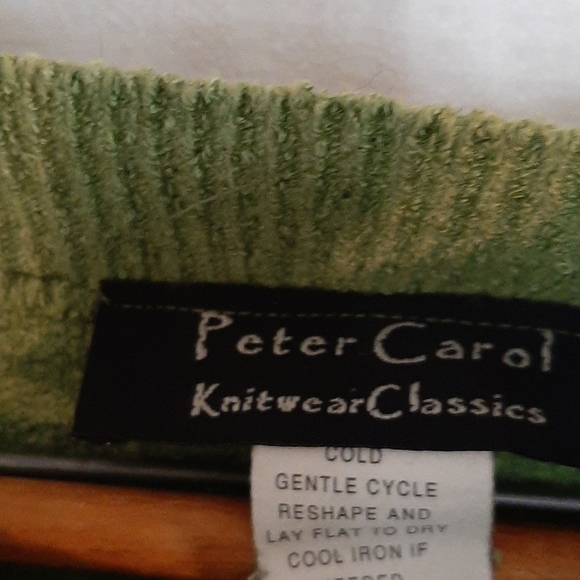 Peter Carol
KnitwearClassics
COLD
GENTLE CYCLE
RESHAPE AND
LAY FLAT TO DRY
COOL IRON IF